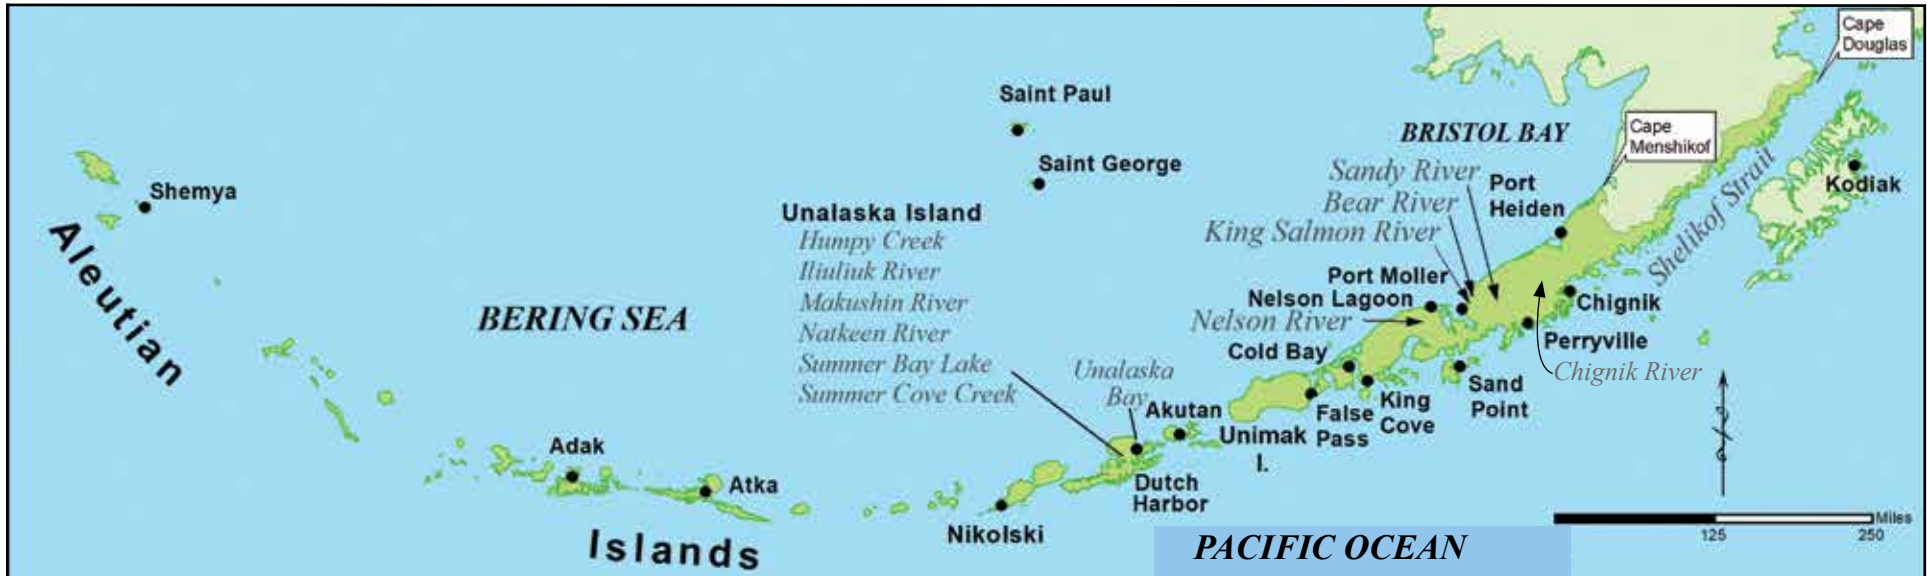 Cape
Douglas
Saint Paul
BRISTOL BAY
Cape
Menshikof
Saint George
Sandy River
Port
Heiden
Kodiak
Shemya
Bear River
Unalaska Island
Humpy Creek
Iliuliuk River
Makushin River
Natkeen River
Summer Bay Lake
Summer Cove Creek
King Salmon River
Shelikof Strait
Aleutian
Port Moller
Nelson Lagoon
Chignik
BERING SEA
Nelson River
Perryville
Cold Bay
Chignik River
Unalaska
Bay
Sand
Point
Akutan
King
Cove
False
Pass
Unimak
I.
Adak
Atka
Dutch
Harbor
Nikolski
Miles
125
250
Islands
PACIFIC OCEAN